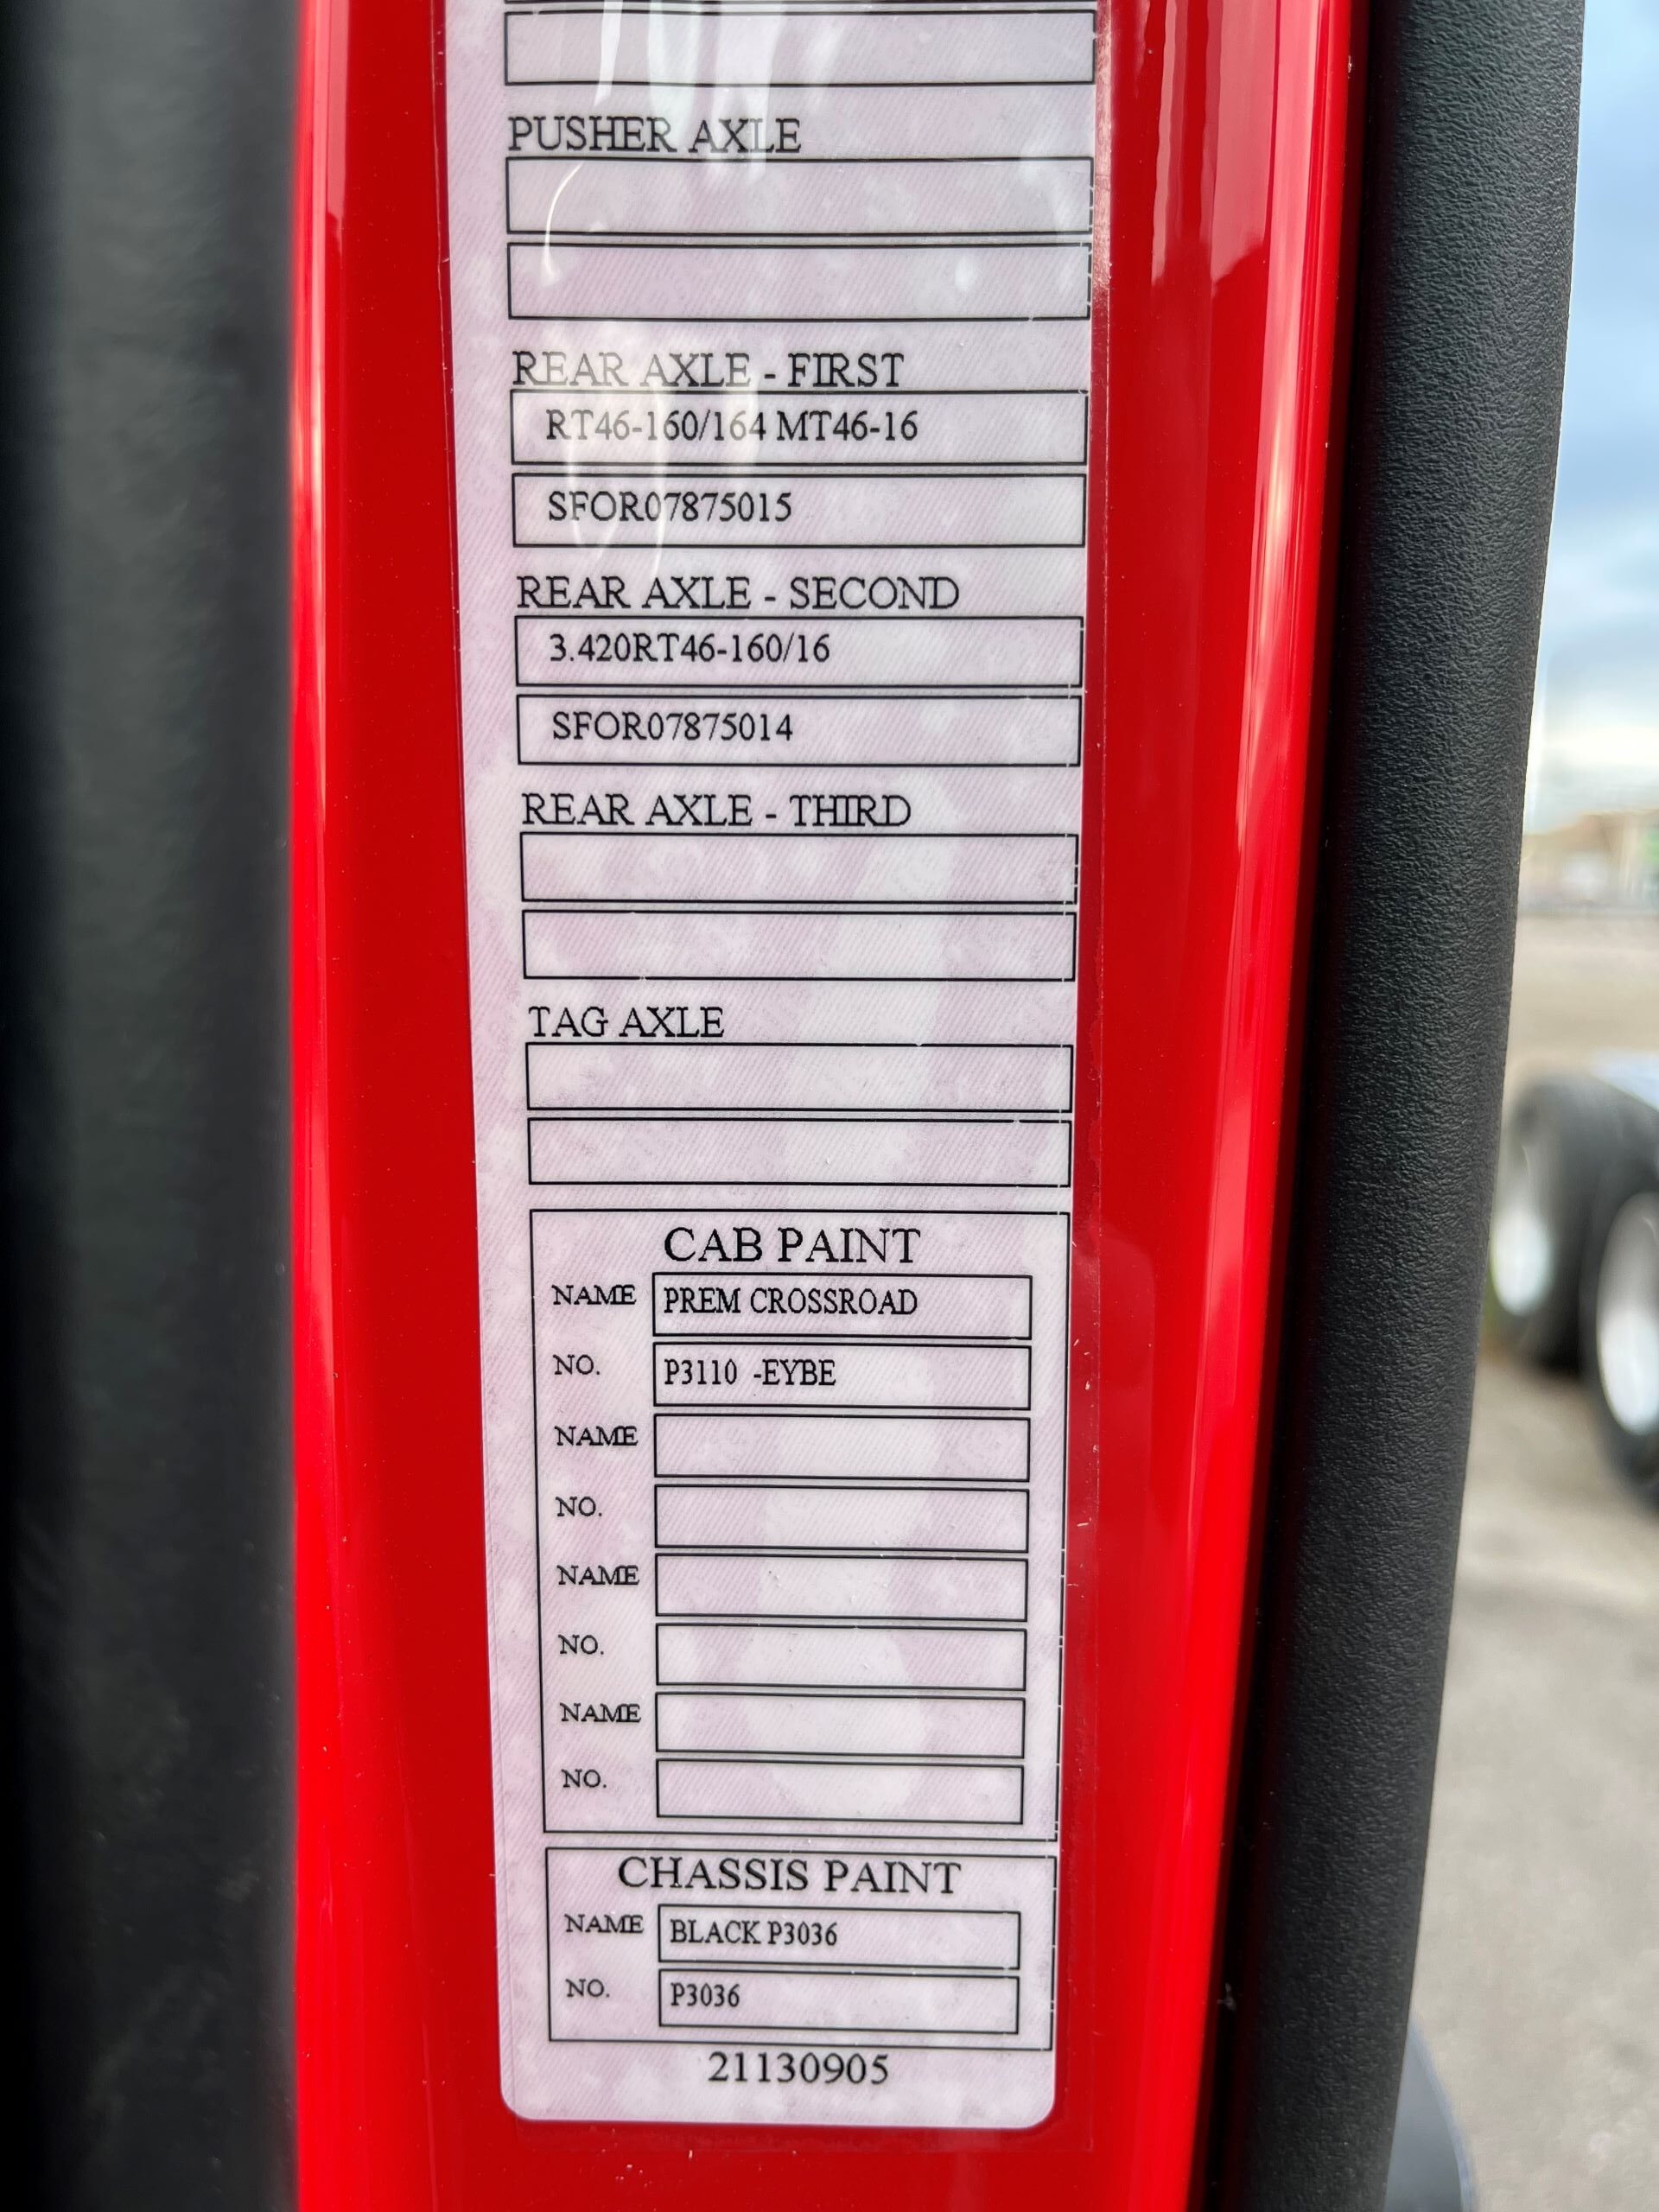 PUSHER AXLE
REAR AXLE - FIRST
RT46-160/164 MT46-16
SFOR07875015
REAR AXLE - SECOND
3.420RT46-160/16
SFOR07875014
REAR AXLE - THIRD
TAG AXLE
CAB PAINT
NAME PREM CROSSROAD
NO. P3110 -EYBE
NAME
NO.
NAME
NO.
NAME
NO.
CHASSIS PAINT
NAME BLACK P3036
NO. P3036
21130905